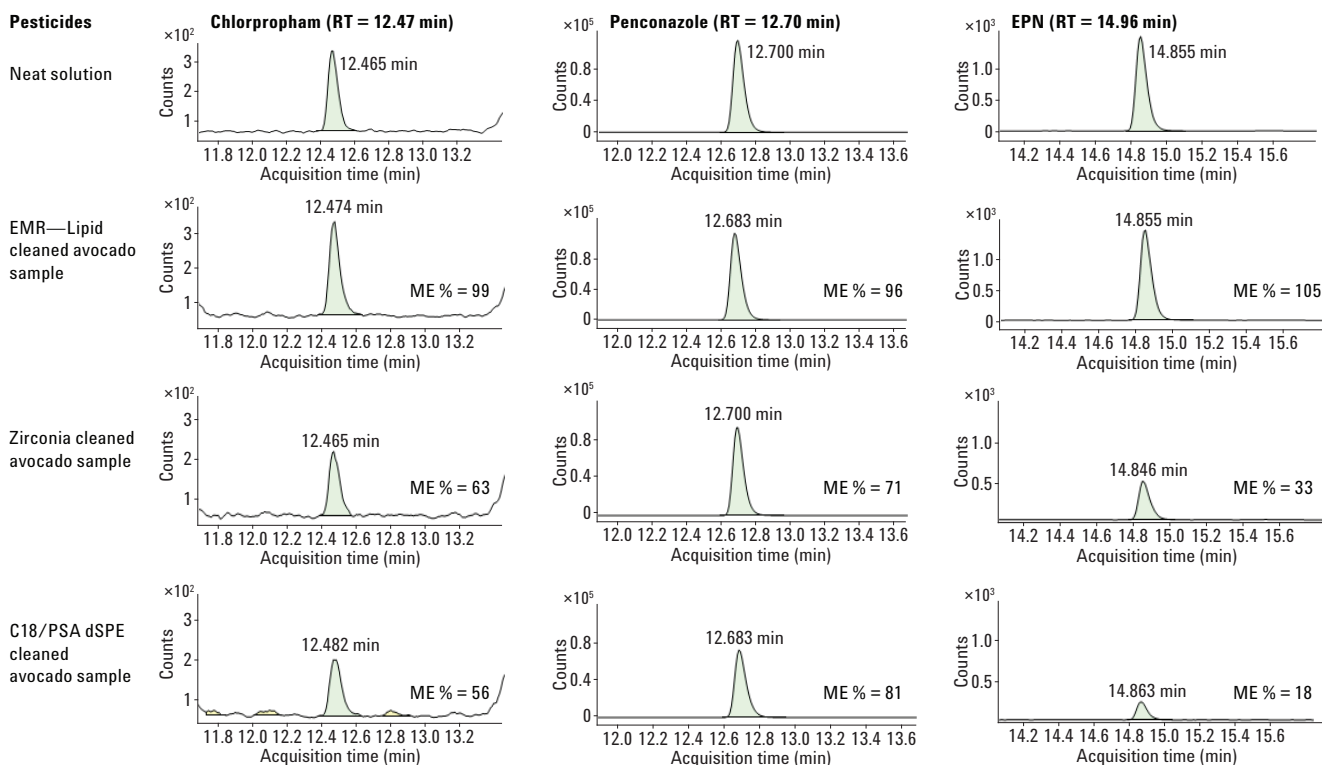 Pesticides
Chlorpropham (RT = 12.47 min)
Penconazole (RT = 12.70 min)
EPN (RT = 14.96 min)
Neat solution
×10²
Counts
3
2
1
12.465 min
11.8 12.0 12.2 12.4 12.6 12.8 13.0 13.2
Acquisition time (min)
×10⁵
Counts
0.8
0.4
0
12.700 min
12.0 12.2 12.4 12.6 12.8 13.0 13.2 13.4 13.6
Acquisition time (min)
×10³
Counts
1.0
0.5
0
14.855 min
14.2 14.4 14.6 14.8 15.0 15.2 15.4 15.6
Acquisition time (min)
EMR—Lipid
cleaned avocado
sample
×10²
Counts
3
2
1
12.474 min
ME % = 99
11.8 12.0 12.2 12.4 12.6 12.8 13.0 13.2
Acquisition time (min)
×10⁵
Counts
0.8
0.4
0
12.683 min
ME % = 96
12.0 12.2 12.4 12.6 12.8 13.0 13.2 13.4 13.6
Acquisition time (min)
×10³
Counts
1.0
0.5
0
14.855 min
ME % = 105
14.2 14.4 14.6 14.8 15.0 15.2 15.4 15.6
Acquisition time (min)
Zirconia cleaned
avocado sample
×10²
Counts
3
2
1
12.465 min
ME % = 63
11.8 12.0 12.2 12.4 12.6 12.8 13.0 13.2
Acquisition time (min)
×10⁵
Counts
0.8
0.4
0
12.700 min
ME % = 71
12.0 12.2 12.4 12.6 12.8 13.0 13.2 13.4 13.6
Acquisition time (min)
×10³
Counts
1.0
0.5
14.846 min
ME % = 33
14.2 14.4 14.6 14.8 15.0 15.2 15.4 15.6
Acquisition time (min)
C18/PSA dSPE
cleaned
avocado sample
×10²
Counts
3
2
1
12.482 min
ME % = 56
11.8 12.0 12.2 12.4 12.6 12.8 13.0 13.2
Acquisition time (min)
×10⁵
Counts
0.8
0.4
0
12.683 min
ME % = 81
12.0 12.2 12.4 12.6 12.8 13.0 13.2 13.4 13.6
Acquisition time (min)
×10³
Counts
1.0
0.5
14.863 min
ME % = 18
14.2 14.4 14.6 14.8 15.0 15.2 15.4 15.6
Acquisition time (min)